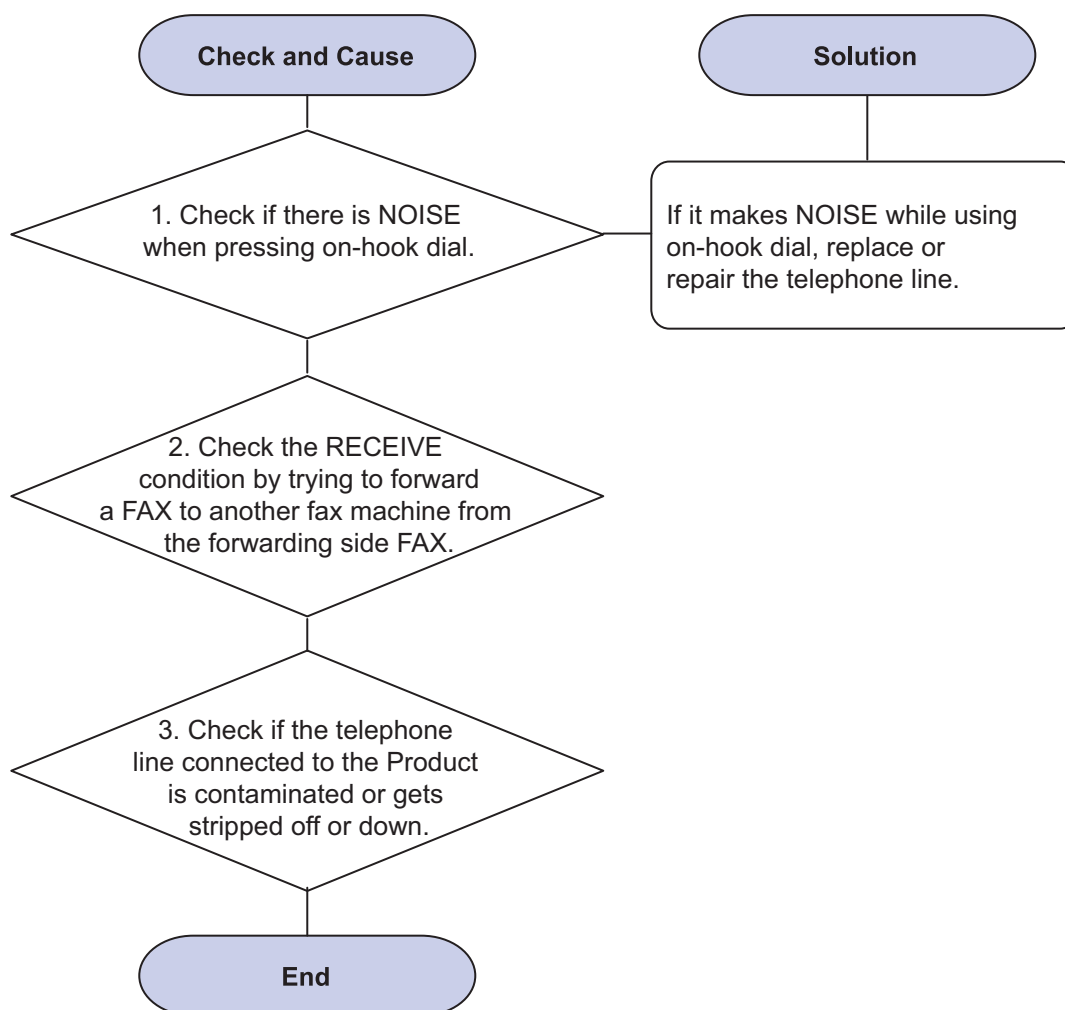 Check and Cause
Solution
1. Check if there is NOISE
when pressing on-hook dial.
If it makes NOISE while using
on-hook dial, replace or
repair the telephone line.
2. Check the RECEIVE
condition by trying to forward
a FAX to another fax machine from
the forwarding side FAX.
3. Check if the telephone
line connected to the Product
is contaminated or gets
stripped off or down.
End